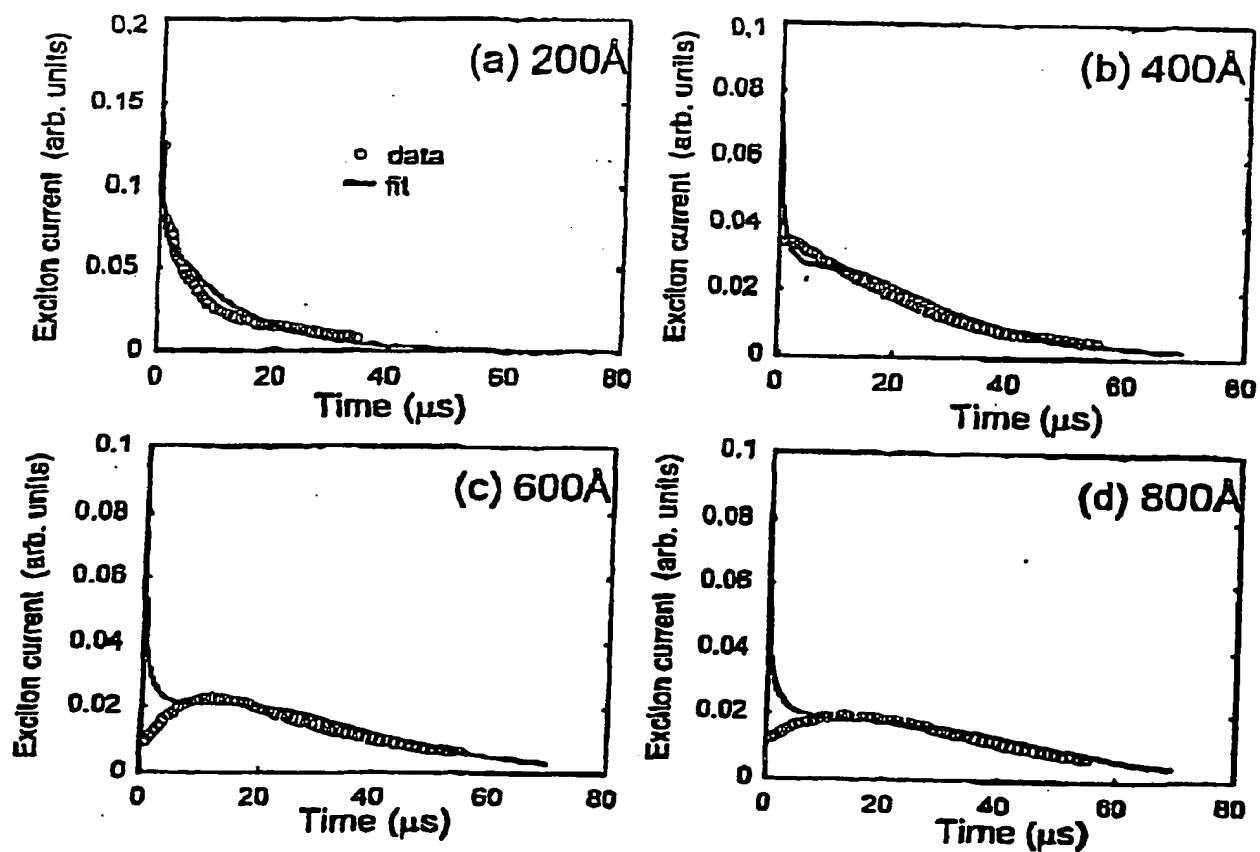 0.2
0.15
0.1
0.05
0
Exciton current (arb. units)
(a) 200Å
data
fit
0 20 40 60 80
Time (μs)
0.1
0.08
0.06
0.04
0.02
0
Exciton current (arb. units)
(b) 400Å
0 20 40 60 80
Time (μs)
0.1
0.08
0.06
0.04
0.02
0
Exciton current (arb. units)
(c) 600Å
0 20 40 60 80
Time (μs)
0.1
0.08
0.06
0.04
0.02
0
Exciton current (arb. units)
(d) 800Å
0 20 40 60 80
Time (μs)